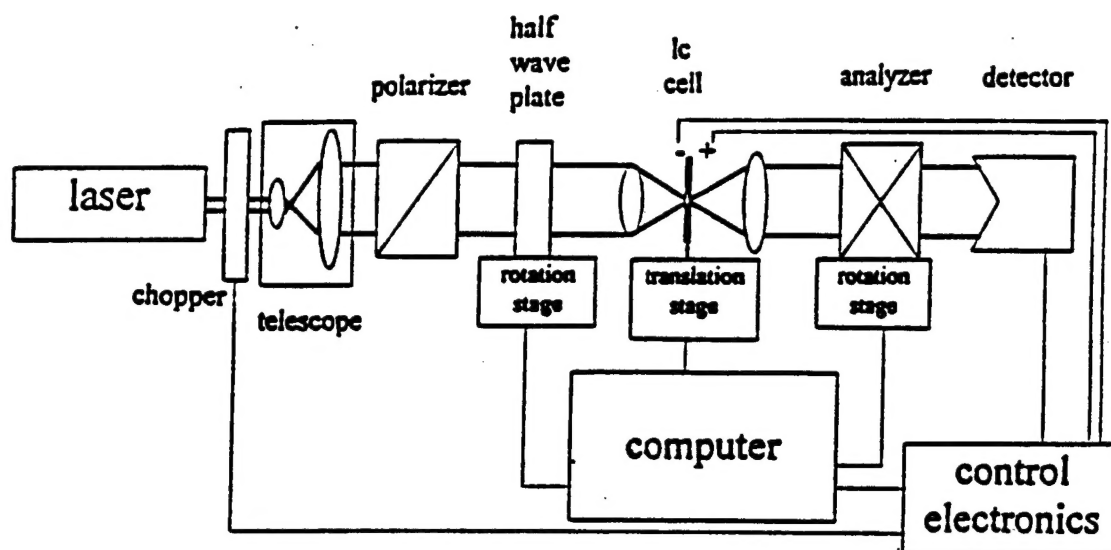 half
wave
plate
lc
cell
polarizer
analyzer
detector
- +
laser
chopper
telescope
rotation
stage
translation
stage
rotation
stage
computer
control
electronics